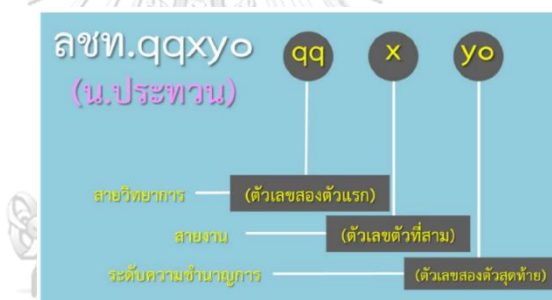 ลชท.qqxyo
(น.ประทวน)
qq
x
yo
สายวิทยาการ
(ตัวเลขสองตัวแรก)
สายงาน
(ตัวเลขตัวที่สาม)
ระดับความชำนาญการ
(ตัวเลขสองตัวสุดท้าย)